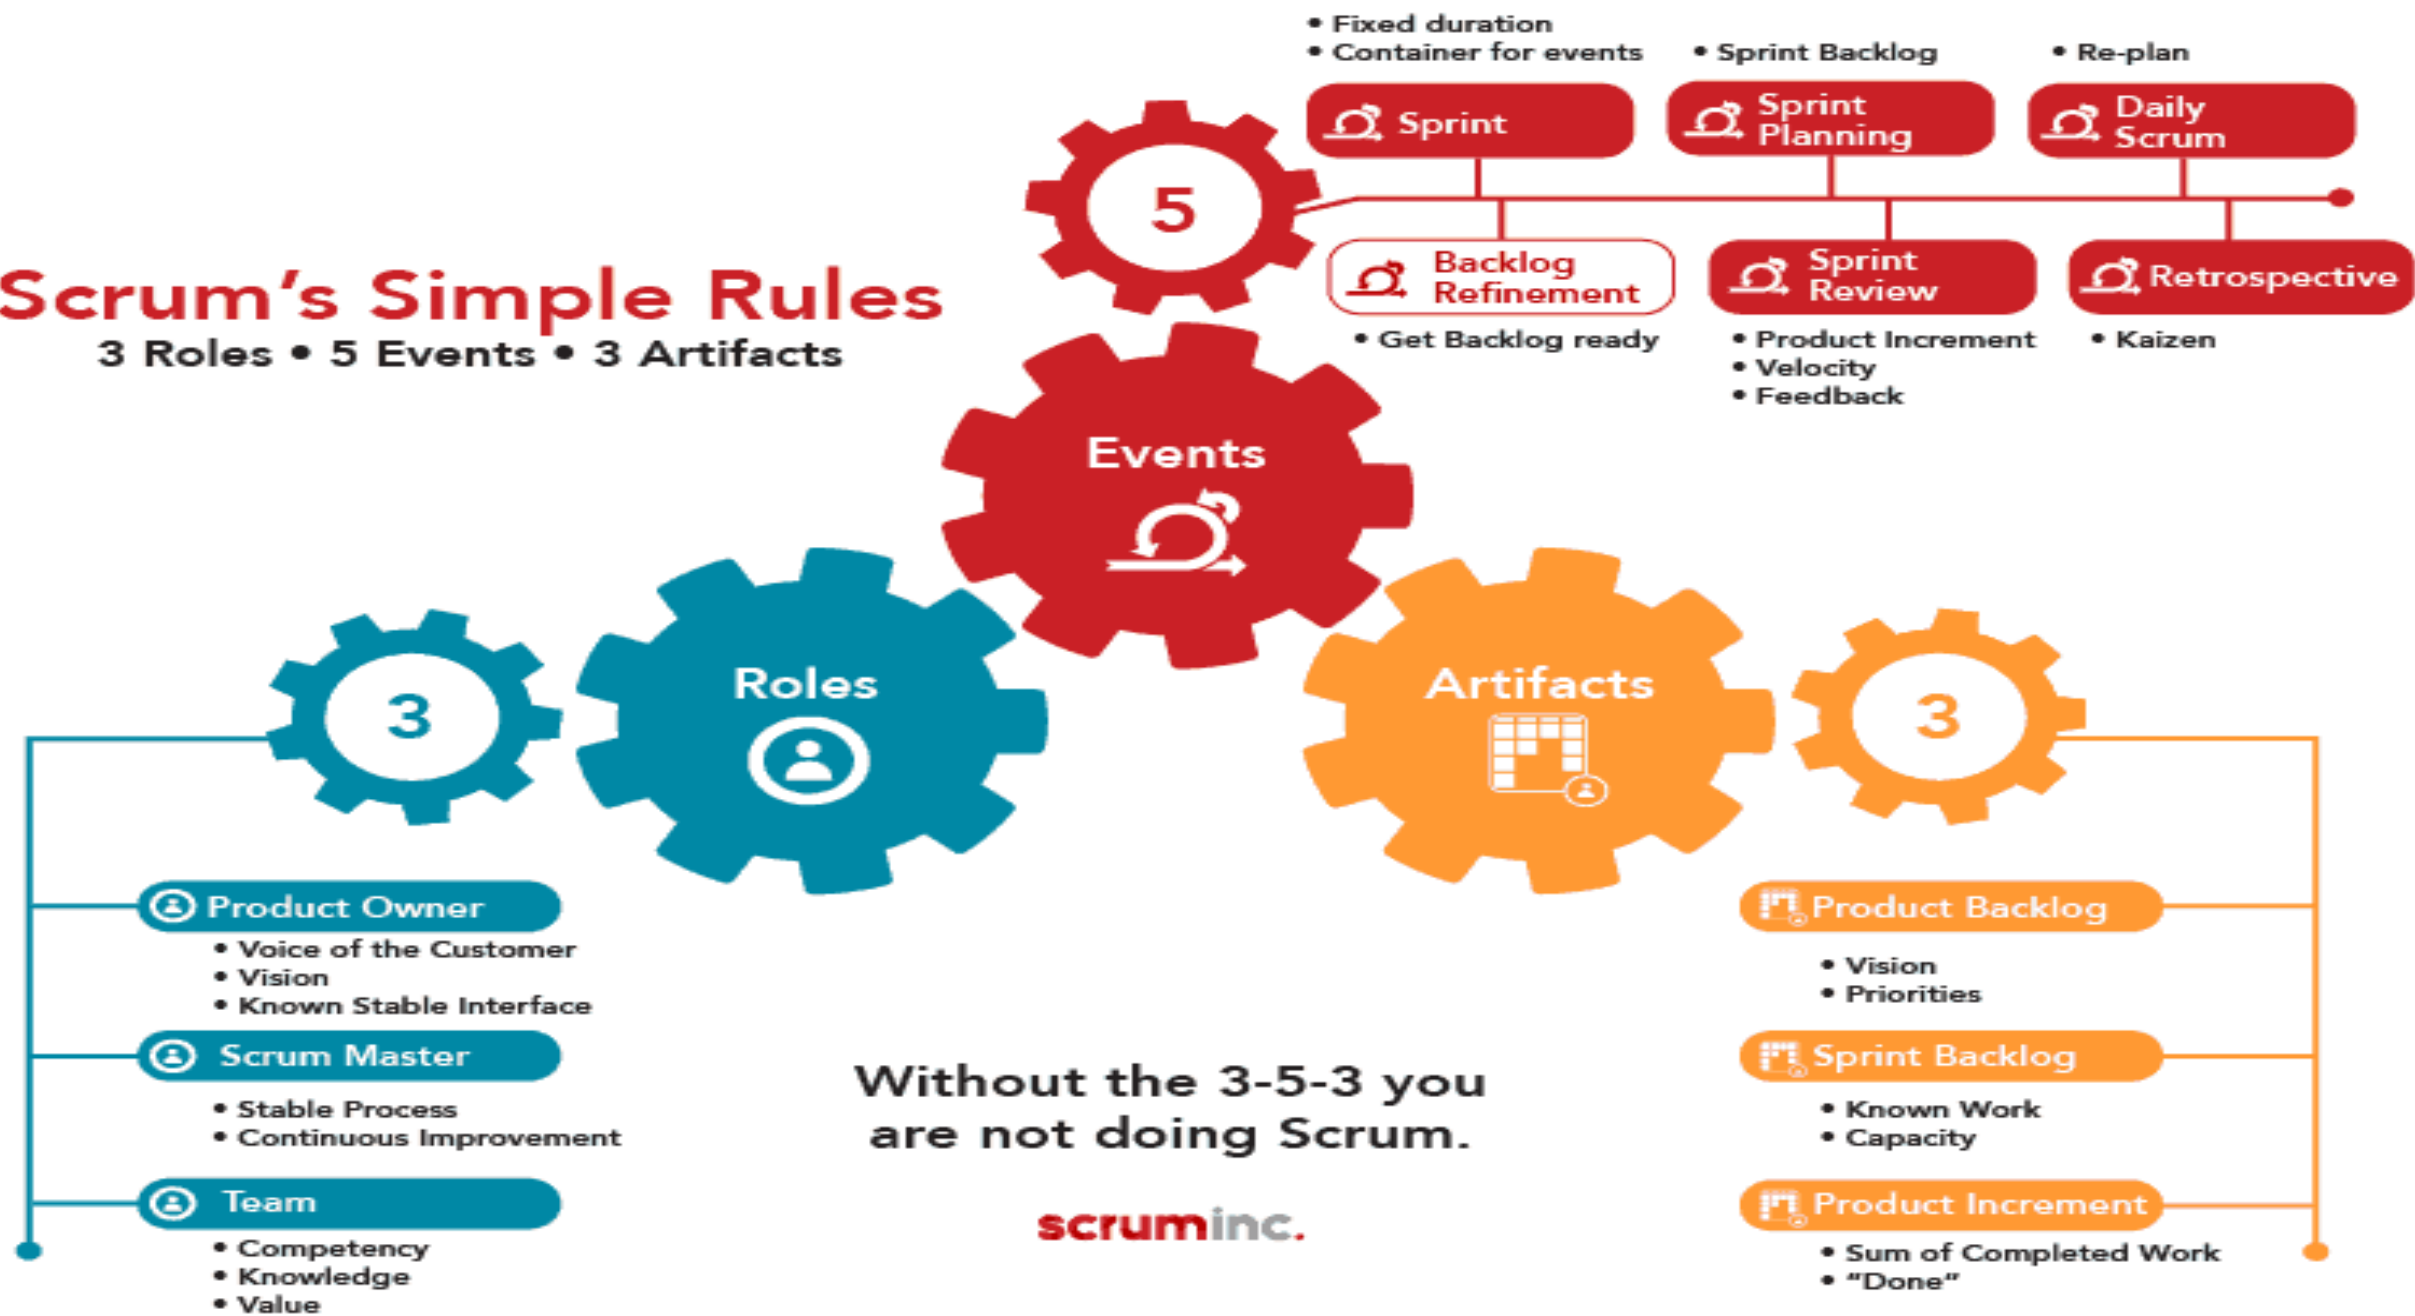 Scrum's Simple Rules
3 Roles • 5 Events • 3 Artifacts
5
• Fixed duration
• Container for events
Sprint
• Sprint Backlog
Sprint
Planning
• Re-plan
Daily
Scrum
Backlog
Refinement
• Get Backlog ready
Sprint
Review
• Product Increment
• Velocity
• Feedback
Retrospective
• Kaizen
Events
Roles
3
Product Owner
• Voice of the Customer
• Vision
• Known Stable Interface
Scrum Master
• Stable Process
• Continuous Improvement
Team
• Competency
• Knowledge
• Value
Artifacts
3
Product Backlog
• Vision
• Priorities
Sprint Backlog
• Known Work
• Capacity
Product Increment
• Sum of Completed Work
• “Done”
Without the 3-5-3 you
are not doing Scrum.
scruminc.